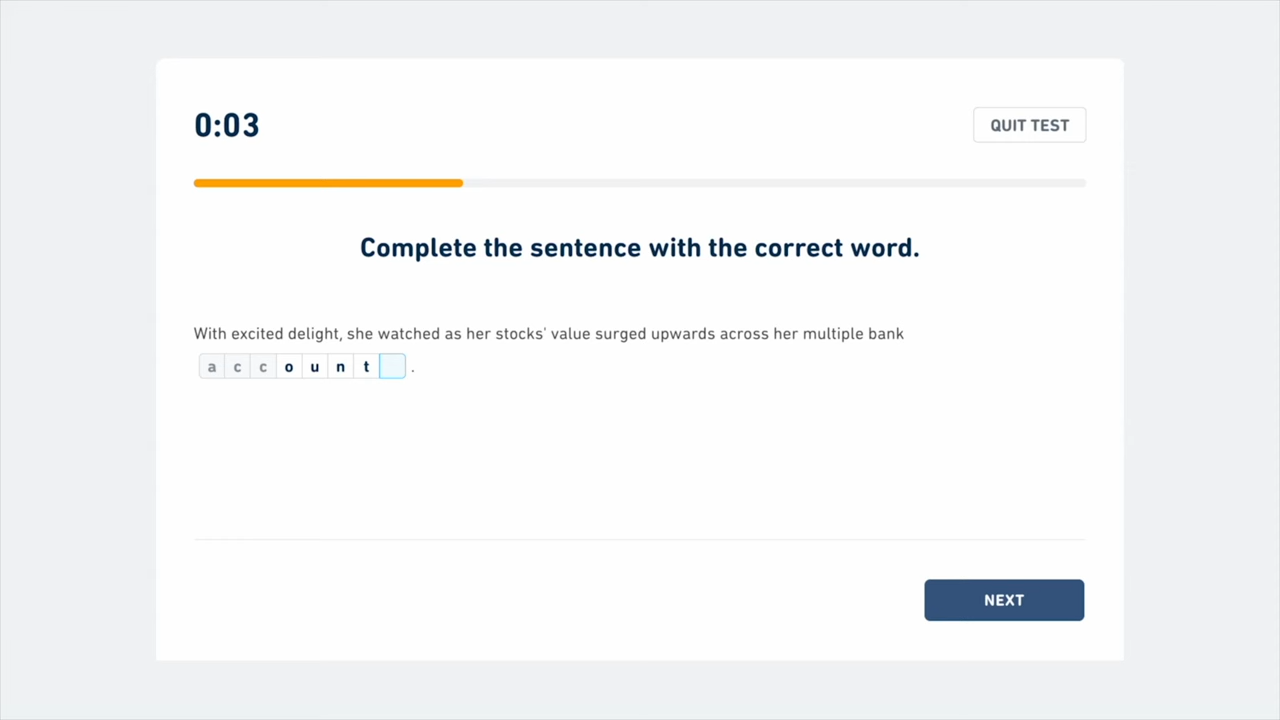 0:03
QUIT TEST
Complete the sentence with the correct word.
With excited delight, she watched as her stocks' value surged upwards across her multiple bank
account .
NEXT